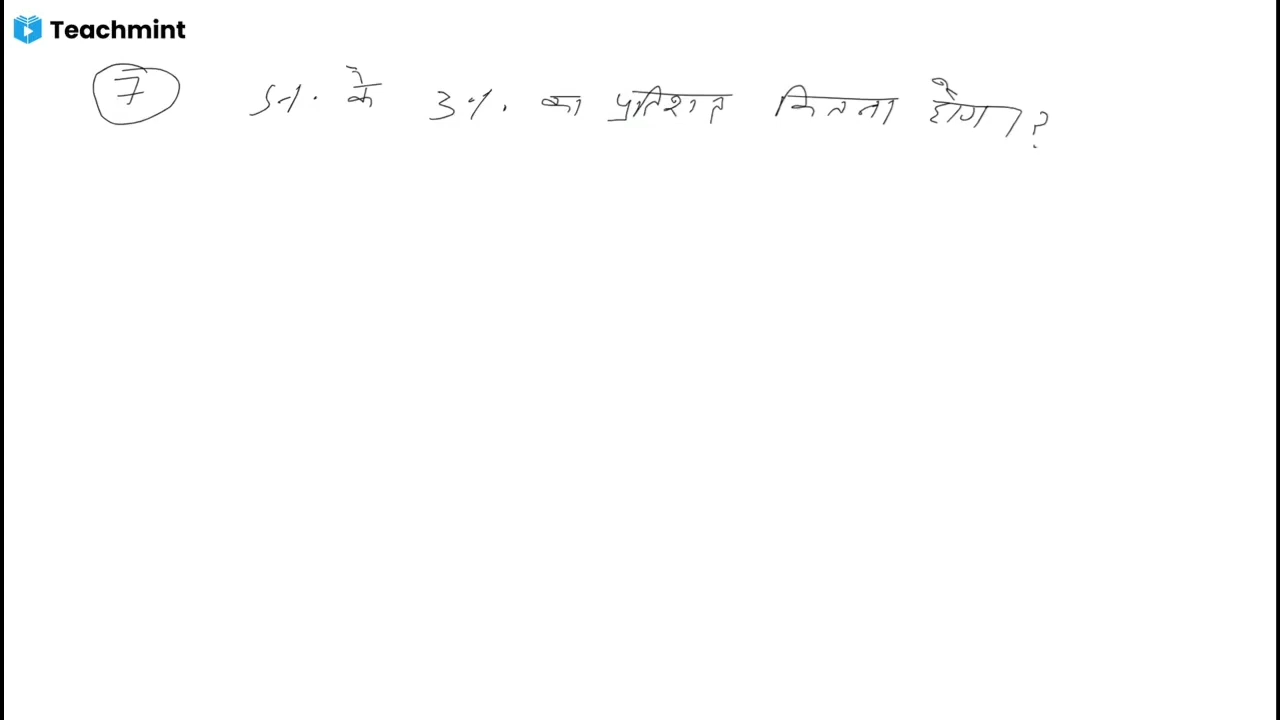 Teachmint
7 5%. के 3%. का प्रतिशत कितना होगा?